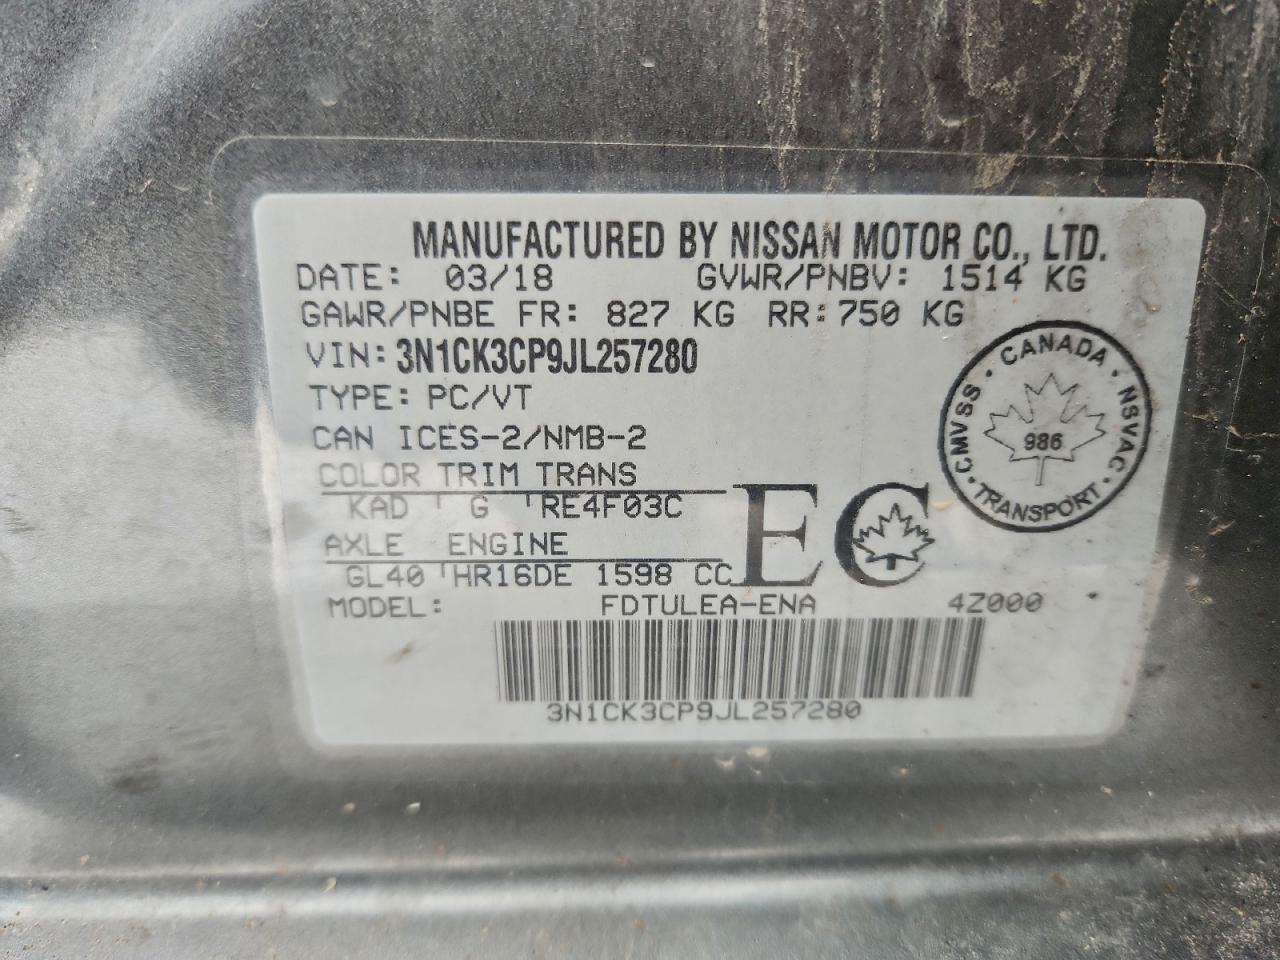 MANUFACTURED BY NISSAN MOTOR CO., LTD.
DATE: 03/18 GVWR/PNBV: 1514 KG
GAWR/PNBE FR: 827 KG RR:750 KG
VIN: 3N1CK3CP9JL257280
TYPE: PC/VT
CAN ICES-2/NMB-2
COLOR TRIM TRANS
KAD G RE4F03C
AXLE ENGINE
GL40 HR16DE 1598 CC
MODEL: FDTULEA-ENA 4Z000
3N1CK3CP9JL257280
EC
CANADA · NSVAC · TRANSPORT · CMVSS ·
986